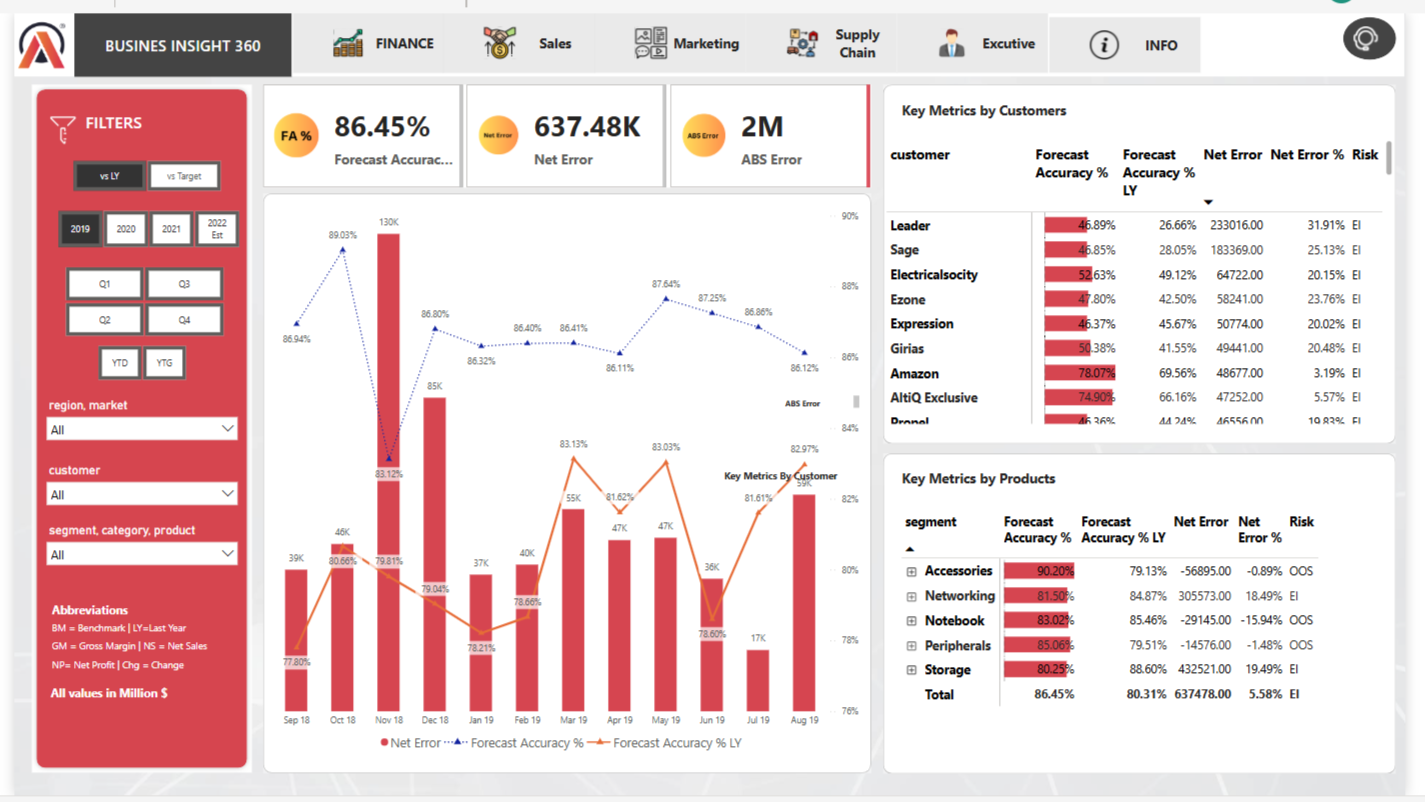 BUSINES INSIGHT 360
FINANCE
Sales
Marketing
Supply
Chain
Excutive
INFO
FILTERS
vs LY
vs Target
2019
2020
2021
2022
Est
Q1
Q3
Q2
Q4
YTD
YTG
region, market
All
customer
All
segment, category, product
All
Abbreviations
BM = Benchmark | LY=Last Year
GM = Gross Margin | NS = Net Sales
NP= Net Profit | Chg = Change
All values in Million $
FA %
86.45%
Forecast Accurac...
Net Error
637.48K
Net Error
ABS Error
2M
ABS Error
90%
88%
86%
84%
82%
80%
78%
76%
86.94%
89.03%
83.12%
86.80%
86.32%
86.40%
86.41%
86.11%
87.64%
87.25%
86.86%
86.12%
ABS Error
Key Metrics By Customer
77.80%
80.66%
79.81%
79.04%
78.21%
78.66%
83.13%
81.62%
83.03%
78.60%
81.61%
82.97%
39K
46K
130K
85K
37K
40K
55K
47K
47K
36K
17K
59K
Sep 18
Oct 18
Nov 18
Dec 18
Jan 19
Feb 19
Mar 19
Apr 19
May 19
Jun 19
Jul 19
Aug 19
Net Error
Forecast Accuracy %
Forecast Accuracy % LY
Key Metrics by Customers
customer Forecast Accuracy % Forecast Accuracy % LY Net Error Net Error % Risk
Leader 46.89% 26.66% 233016.00 31.91% EI
Sage 46.85% 28.05% 183369.00 25.13% EI
Electricalsocity 52.63% 49.12% 64722.00 20.15% EI
Ezone 47.80% 42.50% 58241.00 23.76% EI
Expression 46.37% 45.67% 50774.00 20.02% EI
Girias 50.38% 41.55% 49441.00 20.48% EI
Amazon 78.07% 69.56% 48677.00 3.19% EI
AltiQ Exclusive 74.90% 66.16% 47252.00 5.57% EI
Propel 46.36% 44.24% 46556.00 19.83% EI
Key Metrics by Products
segment Forecast Accuracy % Forecast Accuracy % LY Net Error Net Error % Risk
Accessories 90.20% 79.13% -56895.00 -0.89% OOS
Networking 81.50% 84.87% 305573.00 18.49% EI
Notebook 83.02% 85.46% -29145.00 -15.94% OOS
Peripherals 85.06% 79.51% -14576.00 -1.48% OOS
Storage 80.25% 88.60% 432521.00 19.49% EI
Total 86.45% 80.31% 637478.00 5.58% EI